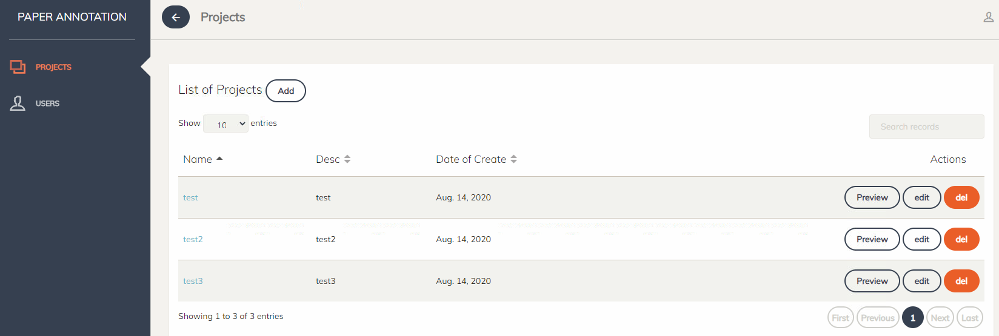 PAPER ANNOTATION
Projects
PROJECTS
USERS
List of Projects Add
Show 10 entries
Search records
Name Desc Date of Create Actions
test test Aug. 14, 2020 Preview edit del
test2 test2 Aug. 14, 2020 Preview edit del
test3 test3 Aug. 14, 2020 Preview edit del
Showing 1 to 3 of 3 entries First Previous 1 Next Last